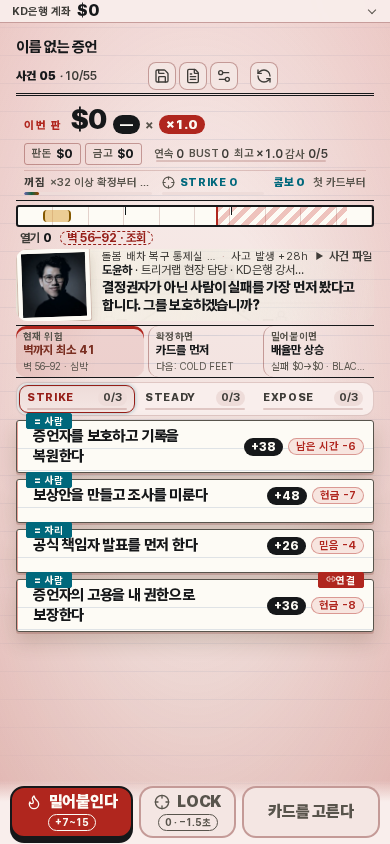 KD은행 계좌 $0
이름 없는 증언
사건 05 · 10/55
이번 판 $0 — × ×1.0
판돈 $0 금고 $0 연속 0 BUST 0 최고 ×1.0 감사 0/5
꺼짐 ×32 이상 확정부터 ... STRIKE 0 콤보 0 첫 카드부터
열기 0 벽 56–92 · 조회
돌봄 배차 복구 통제실 ... · 사고 발생 +28h ▶ 사건 파일
도윤하 · 트리거랩 현장 담당 · KD은행 강서...
결정권자가 아닌 사람이 실패를 가장 먼저 봤다고
합니다. 그를 보호하겠습니까?
현재 위험 확정하면 밀어붙이면
벽까지 최소 41 카드를 먼저 배율만 상승
벽 56–92 · 심박 다음: COLD FEET 실패 $0→$0 · BLAC...
STRIKE 0/3 STEADY 0/3 EXPOSE 0/3
= 사람
증언자를 보호하고 기록을
복원한다 +38 남은 시간 −6
= 사람
보상안을 만들고 조사를 미룬다 +48 현금 −7
= 자리
공식 책임자 발표를 먼저 한다 +26 믿음 −4
= 사람 연결
증언자의 고용을 내 권한으로
보장한다 +36 현금 −8
밀어붙인다 LOCK 카드를 고른다
+7~15 0 · −1.5초